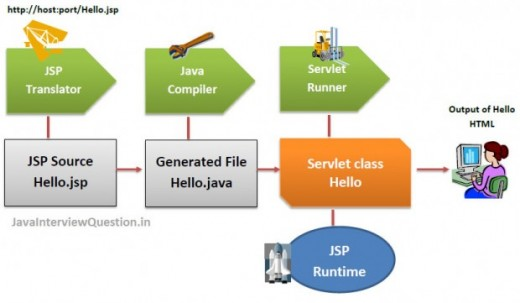 http://host:port/Hello.jsp
JSP
Translator
Java
Compiler
Servlet
Runner
Output of Hello
HTML
JSP Source
Hello.jsp
Generated File
Hello.java
Servlet class
Hello
JavaInterviewQuestion.in
JSP
Runtime